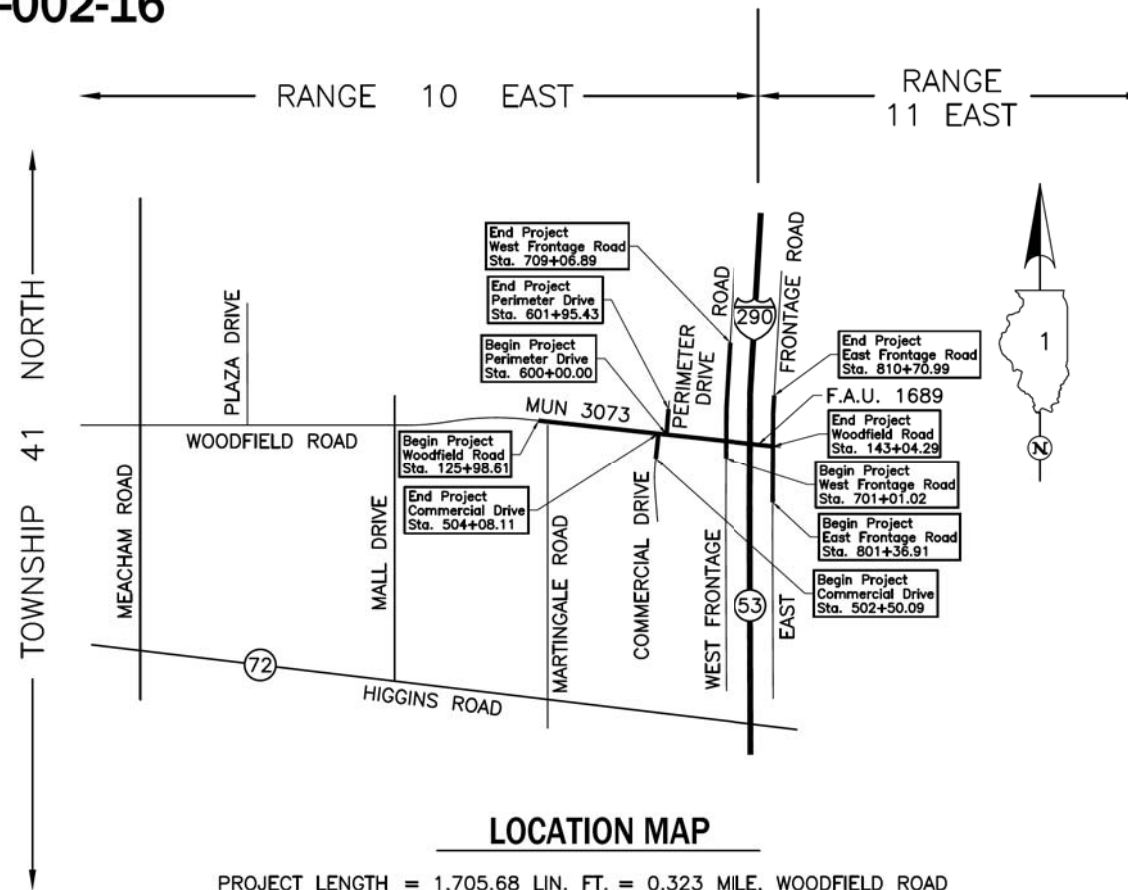 -002-16
RANGE 10 EAST
RANGE
11 EAST
TOWNSHIP 41 NORTH
End Project
West Frontage Road
Sta. 709+06.89
End Project
Perimeter Drive
Sta. 601+95.43
Begin Project
Perimeter Drive
Sta. 600+00.00
PLAZA DRIVE
PERIMETER
DRIVE
ROAD
290
FRONTAGE ROAD
1
End Project
East Frontage Road
Sta. 810+70.99
MUN 3073
F.A.U. 1689
WOODFIELD ROAD
Begin Project
Woodfield Road
Sta. 125+98.61
End Project
Woodfield Road
Sta. 143+04.29
N
End Project
Commercial Drive
Sta. 504+08.11
Begin Project
West Frontage Road
Sta. 701+01.02
Begin Project
East Frontage Road
Sta. 801+36.91
Begin Project
Commercial Drive
Sta. 502+50.09
MEACHAM ROAD
MALL DRIVE
MARTINGALE ROAD
COMMERCIAL DRIVE
WEST FRONTAGE
53
EAST
72
HIGGINS ROAD
LOCATION MAP
PROJECT LENGTH = 1,705.68 LIN. FT. = 0.323 MILE, WOODFIELD ROAD